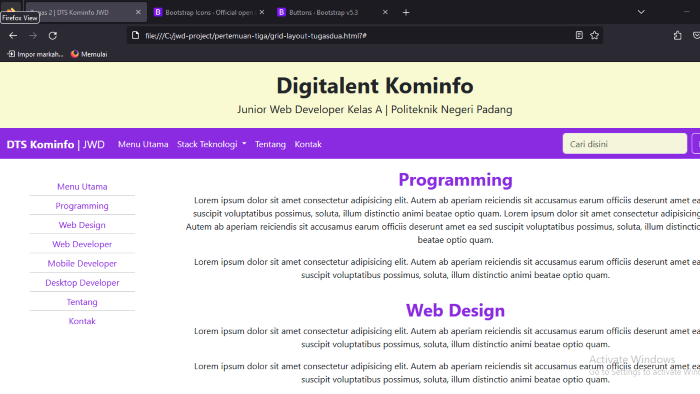 Firefox View
Tugas 2 | DTS Kominfo JWD
Bootstrap Icons · Official open
Buttons · Bootstrap v5.3
file:///C:/jwd-project/pertemuan-tiga/grid-layout-tugasdua.html?#
Impor markah... Memulai
Digitalent Kominfo
Junior Web Developer Kelas A | Politeknik Negeri Padang
DTS Kominfo | JWD Menu Utama Stack Teknologi Tentang Kontak Cari disini
Menu Utama
Programming
Web Design
Web Developer
Mobile Developer
Desktop Developer
Tentang
Kontak
Programming
Lorem ipsum dolor sit amet consectetur adipisicing elit. Autem ab aperiam reiciendis sit accusamus earum officiis deserunt amet ea
suscipit voluptatibus possimus, soluta, illum distinctio animi beatae optio quam. Lorem ipsum dolor sit amet consectetur adipisicing
Autem ab aperiam reiciendis sit accusamus earum officiis deserunt amet ea sed suscipit voluptatibus possimus, soluta, illum distincti
beatae optio quam.
Lorem ipsum dolor sit amet consectetur adipisicing elit. Autem ab aperiam reiciendis sit accusamus earum officiis deserunt amet ea
suscipit voluptatibus possimus, soluta, illum distinctio animi beatae optio quam.
Web Design
Lorem ipsum dolor sit amet consectetur adipisicing elit. Autem ab aperiam reiciendis sit accusamus earum officiis deserunt amet ea
suscipit voluptatibus possimus, soluta, illum distinctio animi beatae optio quam.
Lorem ipsum dolor sit amet consectetur adipisicing elit. Autem ab aperiam reiciendis sit accusamus earum officiis deserunt amet ea
suscipit voluptatibus possimus, soluta, illum distinctio animi beatae optio quam.
Activate Windows
Go to Settings to activate Win